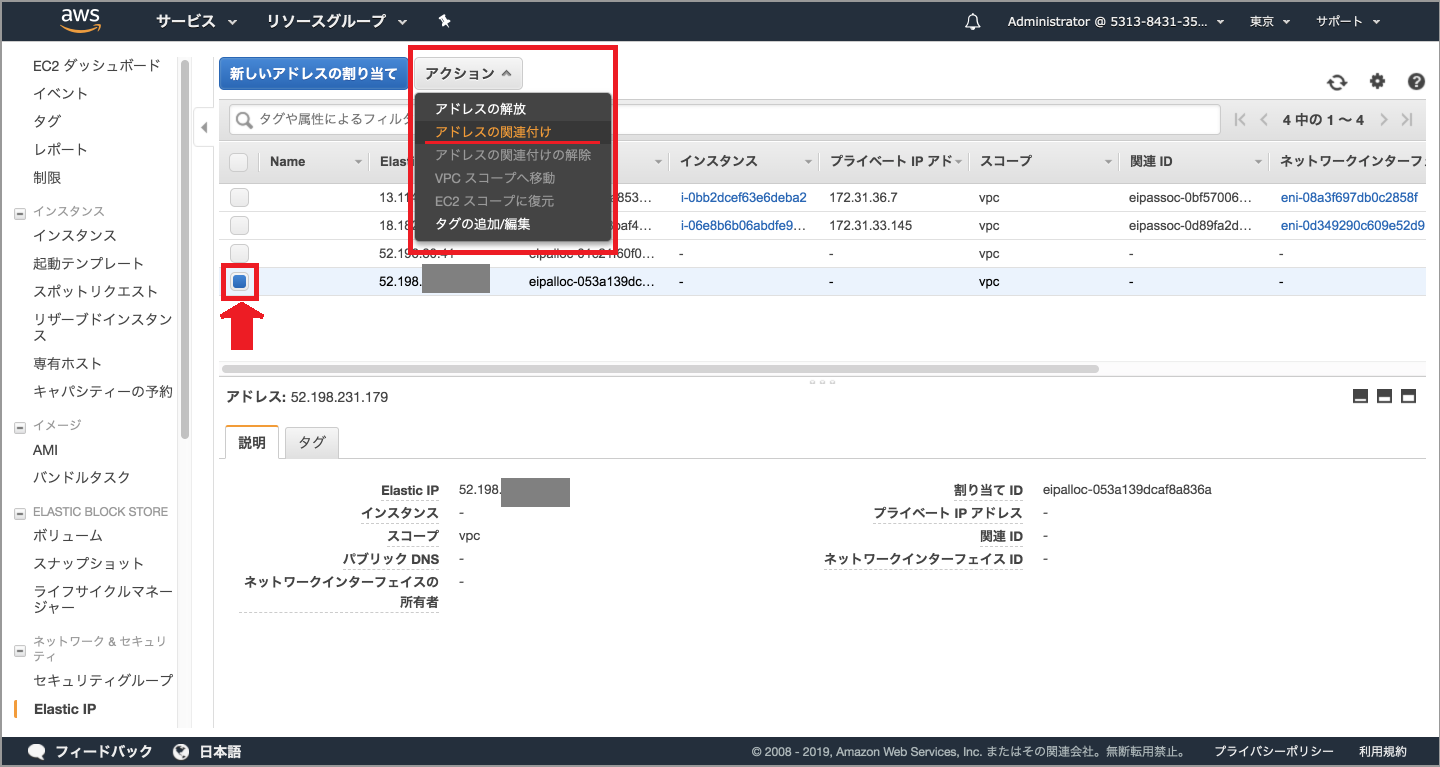 aws サービス リソースグループ Administrator @ 5313-8431-35... 東京 サポート
EC2 ダッシュボード
イベント
タグ
レポート
制限
インスタンス
インスタンス
起動テンプレート
スポットリクエスト
リザーブドインスタン
ス
専有ホスト
キャパシティーの予約
イメージ
AMI
バンドルタスク
ELASTIC BLOCK STORE
ボリューム
スナップショット
ライフサイクルマネー
ジャー
ネットワーク & セキュリ
ティ
セキュリティグループ
Elastic IP
新しいアドレスの割り当て アクション
アドレスの解放
アドレスの関連付け
アドレスの関連付けの解除
VPC スコープへ移動
EC2 スコープに復元
タグの追加/編集
タグや属性によるフィル 4 中の 1 ～ 4
Name Elasti インスタンス プライベート IP アド スコープ 関連 ID ネットワークインターフ
13.114 853... i-0bb2dcef63e6deba2 172.31.36.7 vpc eipassoc-0bf57006... eni-08a3f697db0c2858f
18.182 af4... i-06e8b6b06abdfe9... 172.31.33.145 vpc eipassoc-0d89fa2d... eni-0d349290c609e52d9
60f0... - - vpc - -
52.198. eipalloc-053a139dc... - - vpc - -
アドレス: 52.198.231.179
説明 タグ
Elastic IP 52.198. 割り当て ID eipalloc-053a139dcaf8a836a
インスタンス - プライベート IP アドレス -
スコープ vpc 関連 ID -
パブリック DNS - ネットワークインターフェイス ID -
ネットワークインターフェイスの -
所有者
フィードバック 日本語 © 2008 - 2019, Amazon Web Services, Inc. またはその関連会社。無断転用禁止。 プライバシーポリシー 利用規約